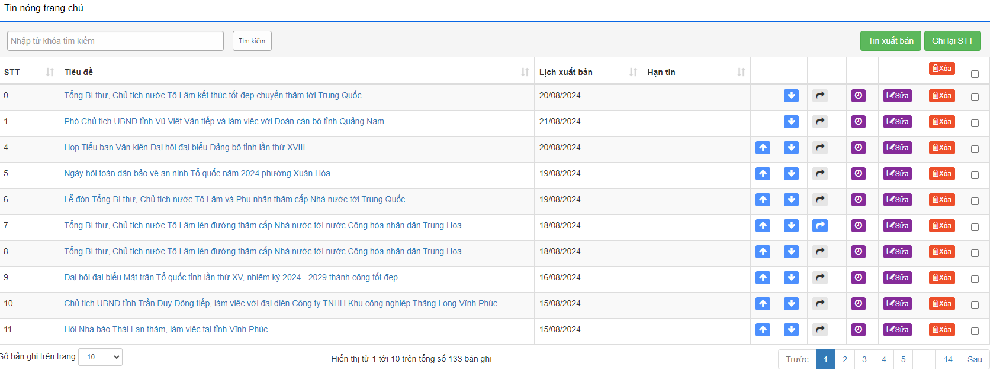 Tin nóng trang chủ
Nhập từ khóa tìm kiếm Tìm kiếm Tin xuất bản Ghi lại STT
STT Tiêu đề Lịch xuất bản Hạn tin Xóa
0 Tổng Bí thư, Chủ tịch nước Tô Lâm kết thúc tốt đẹp chuyến thăm tới Trung Quốc 20/08/2024 Sửa Xóa
1 Phó Chủ tịch UBND tỉnh Vũ Việt Văn tiếp và làm việc với Đoàn cán bộ tỉnh Quảng Nam 21/08/2024 Sửa Xóa
4 Họp Tiểu ban Văn kiện Đại hội đại biểu Đảng bộ tỉnh lần thứ XVIII 20/08/2024 Sửa Xóa
5 Ngày hội toàn dân bảo vệ an ninh Tổ quốc năm 2024 phường Xuân Hòa 19/08/2024 Sửa Xóa
6 Lễ đón Tổng Bí thư, Chủ tịch nước Tô Lâm và Phu nhân thăm cấp Nhà nước tới Trung Quốc 19/08/2024 Sửa Xóa
7 Tổng Bí thư, Chủ tịch nước Tô Lâm lên đường thăm cấp Nhà nước tới nước Cộng hòa nhân dân Trung Hoa 18/08/2024 Sửa Xóa
8 Tổng Bí thư, Chủ tịch nước Tô Lâm lên đường thăm cấp Nhà nước tới nước Cộng hòa nhân dân Trung Hoa 18/08/2024 Sửa Xóa
9 Đại hội đại biểu Mặt trận Tổ quốc tỉnh lần thứ XV, nhiệm kỳ 2024 - 2029 thành công tốt đẹp 16/08/2024 Sửa Xóa
10 Chủ tịch UBND tỉnh Trần Duy Đông tiếp, làm việc với đại diện Công ty TNHH Khu công nghiệp Thăng Long Vĩnh Phúc 15/08/2024 Sửa Xóa
11 Hội Nhà báo Thái Lan thăm, làm việc tại tỉnh Vĩnh Phúc 15/08/2024 Sửa Xóa
Số bản ghi trên trang 10 Hiển thị từ 1 tới 10 trên tổng số 133 bản ghi Trước 1 2 3 4 5 ... 14 Sau